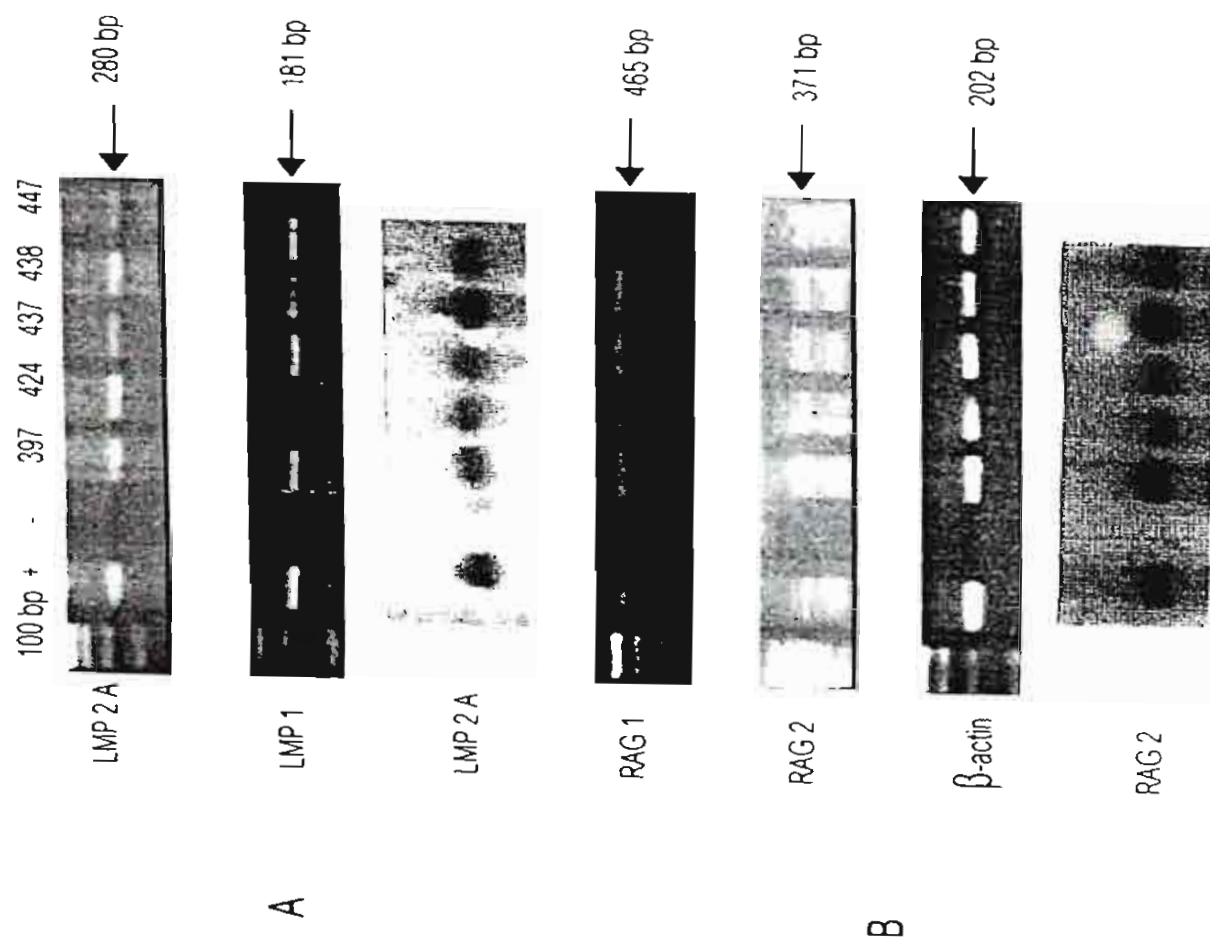 100 bp + - 397 424 437 438 447
A
LMP 2 A 280 bp
LMP 1 181 bp
LMP 2 A
B
RAG 1 465 bp
RAG 2 371 bp
β-actin 202 bp
RAG 2